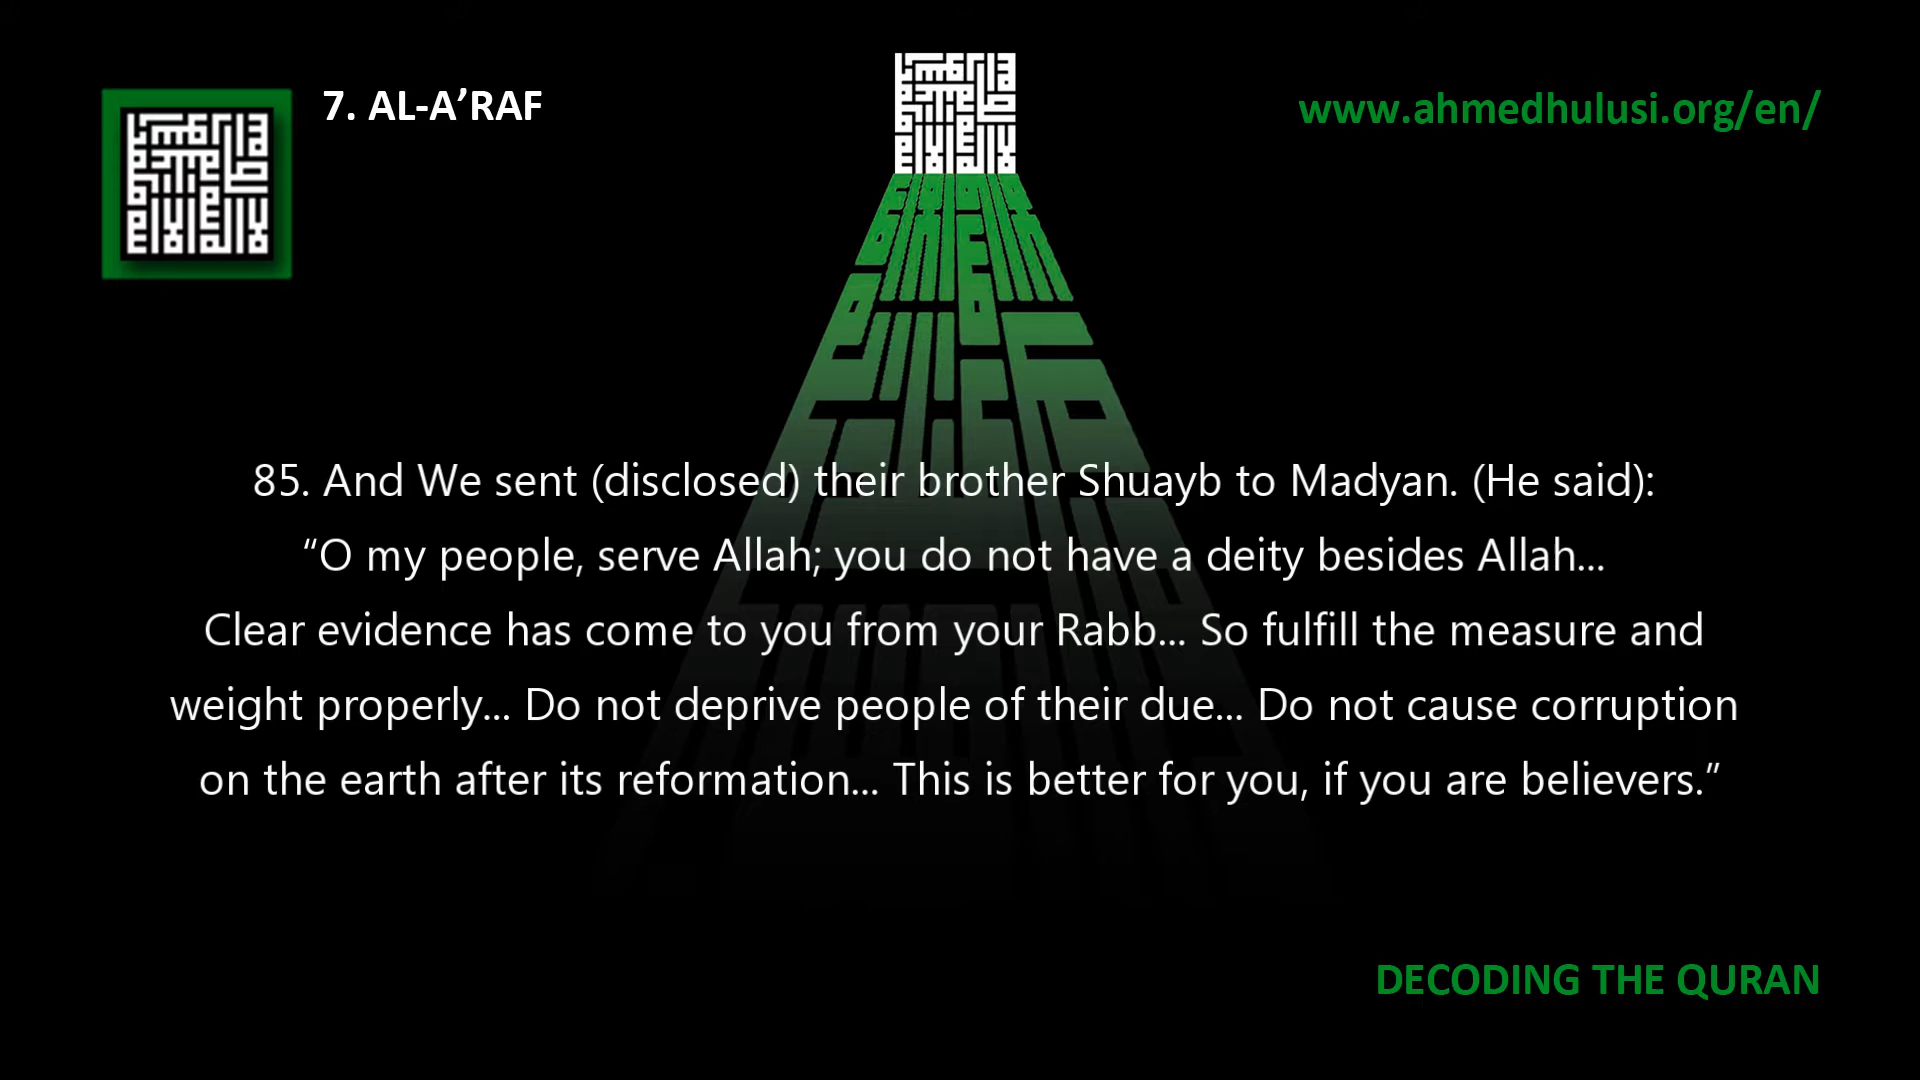 7. AL-A’RAF
www.ahmedhulusi.org/en/
85. And We sent (disclosed) their brother Shuayb to Madyan. (He said):
“O my people, serve Allah; you do not have a deity besides Allah...
Clear evidence has come to you from your Rabb... So fulfill the measure and
weight properly... Do not deprive people of their due... Do not cause corruption
on the earth after its reformation... This is better for you, if you are believers.”
DECODING THE QURAN